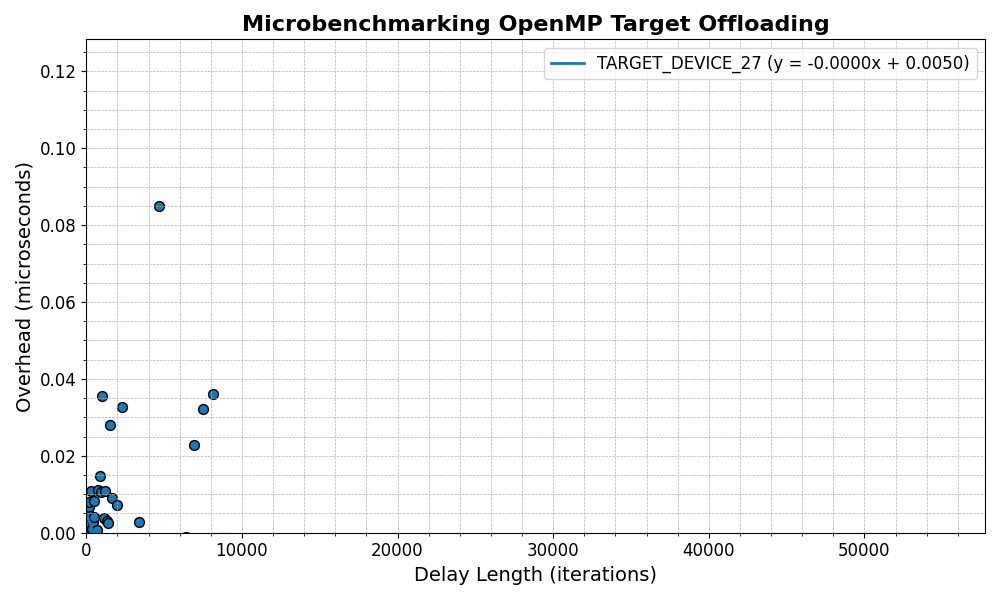 Microbenchmarking OpenMP Target Offloading
TARGET_DEVICE_27 (y = -0.0000x + 0.0050)
Overhead (microseconds)
0.12
0.10
0.08
0.06
0.04
0.02
0.00
0 10000 20000 30000 40000 50000
Delay Length (iterations)